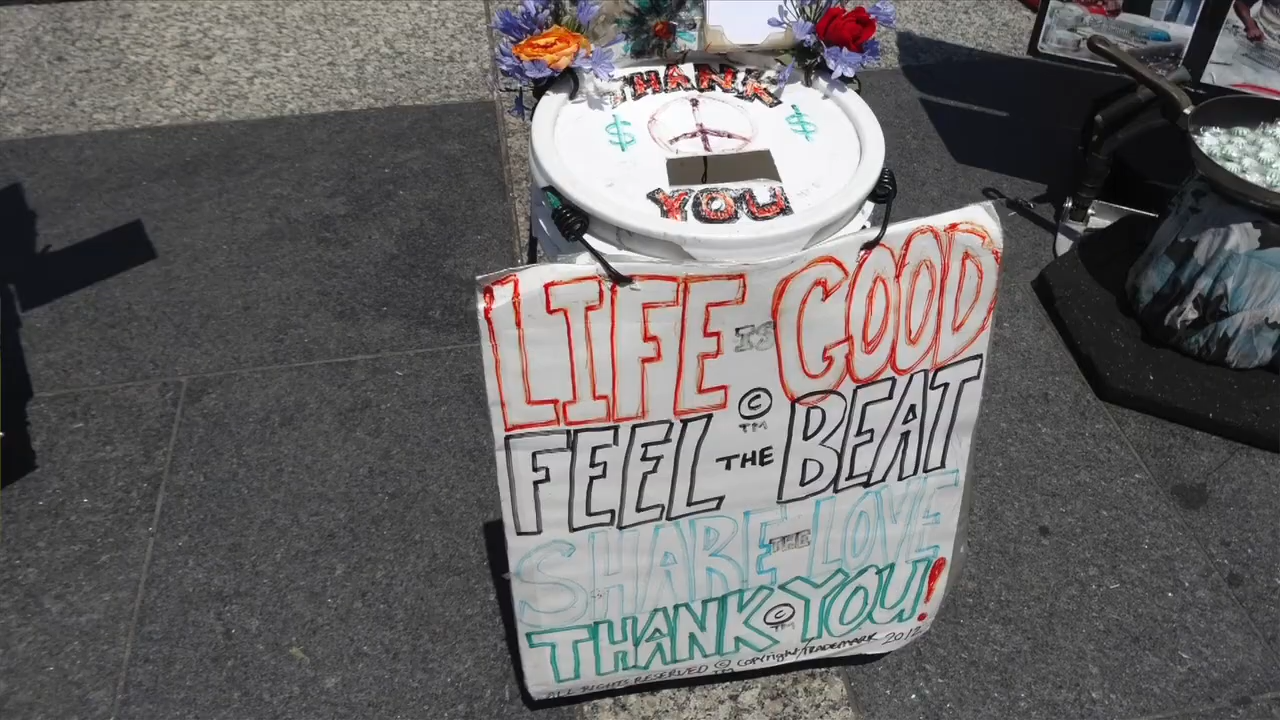 THANK
$ $
YOU
LIFE IS GOOD
©
TM
FEEL THE BEAT
SHARE THE LOVE
THANK © YOU!
TM
ALL RIGHTS RESERVED © COPYRIGHT/TRADEMARK 2012
TM